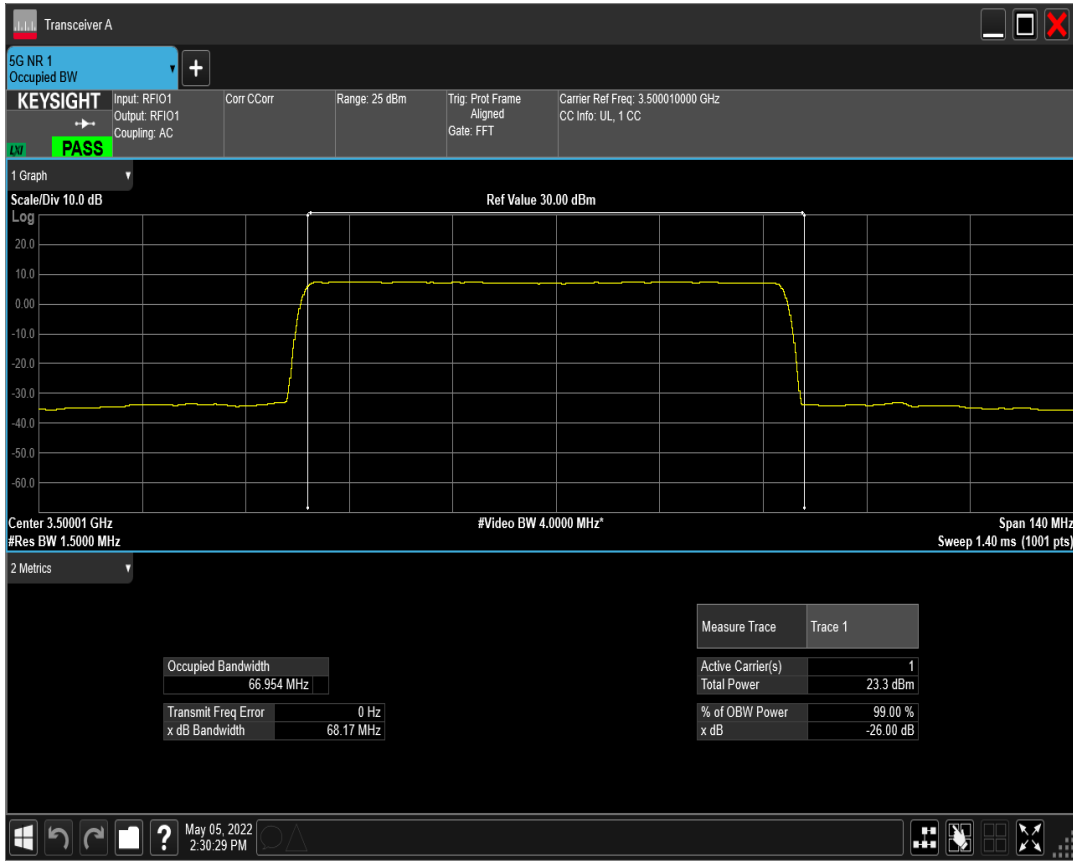 Transceiver A
5G NR 1
Occupied BW
+
KEYSIGHT
LXI
PASS
Input: RFIO1
Output: RFIO1
Coupling: AC
Corr CCorr
Range: 25 dBm
Trig: Prot Frame
Aligned
Gate: FFT
Carrier Ref Freq: 3.500010000 GHz
CC Info: UL, 1 CC
1 Graph
Scale/Div 10.0 dB
Ref Value 30.00 dBm
Log
20.0
10.0
0.00
-10.0
-20.0
-30.0
-40.0
-50.0
-60.0
Center 3.50001 GHz
#Video BW 4.0000 MHz*
Span 140 MHz
#Res BW 1.5000 MHz
Sweep 1.40 ms (1001 pts)
2 Metrics
Measure Trace Trace 1
Occupied Bandwidth
66.954 MHz
Active Carrier(s) 1
Total Power 23.3 dBm
Transmit Freq Error 0 Hz
x dB Bandwidth 68.17 MHz
% of OBW Power 99.00 %
x dB -26.00 dB
?
May 05, 2022
2:30:29 PM